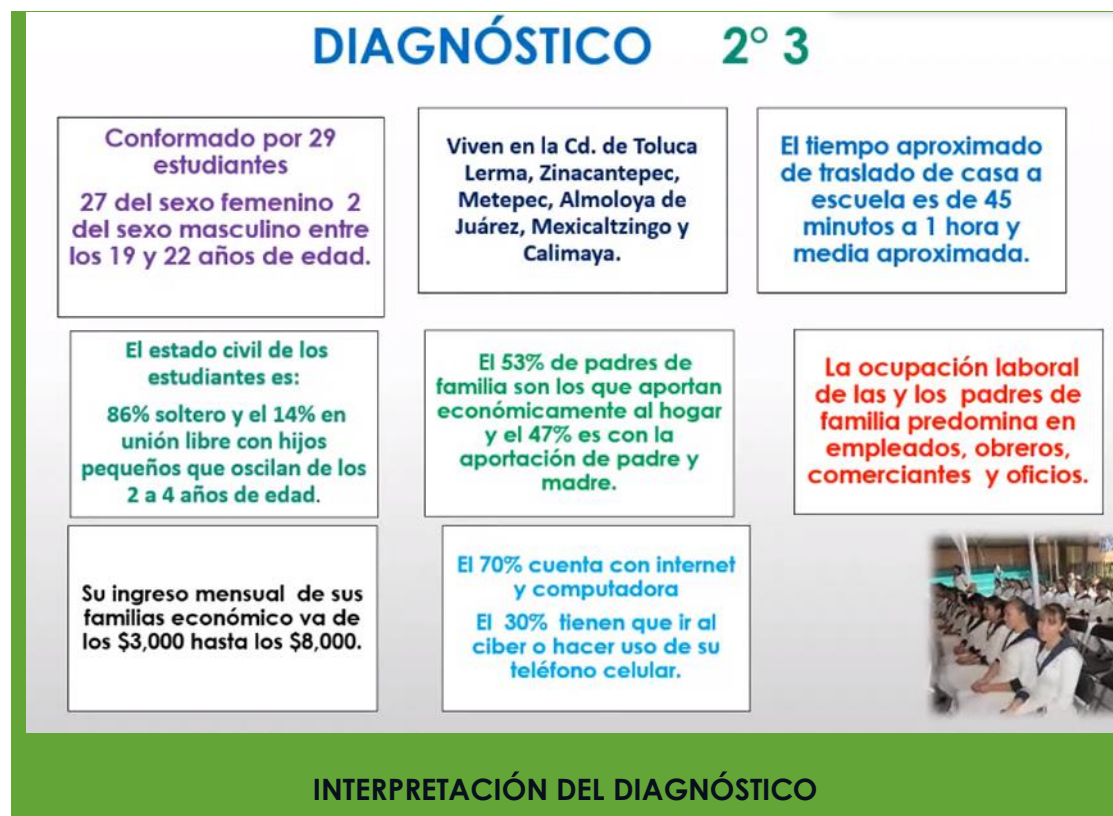 DIAGNÓSTICO 2° 3
Conformado por 29
estudiantes
27 del sexo femenino 2
del sexo masculino entre
los 19 y 22 años de edad.
Viven en la Cd. de Toluca
Lerma, Zinacantepec,
Metepec, Almoloya de
Juárez, Mexicaltzingo y
Calimaya.
El tiempo aproximado
de traslado de casa a
escuela es de 45
minutos a 1 hora y
media aproximada.
El estado civil de los
estudiantes es:
86% soltero y el 14% en
unión libre con hijos
pequeños que oscilan de los
2 a 4 años de edad.
El 53% de padres de
familia son los que aportan
económicamente al hogar
y el 47% es con la
aportación de padre y
madre.
La ocupación laboral
de las y los padres de
familia predomina en
empleados, obreros,
comerciantes y oficios.
Su ingreso mensual de sus
familias económico va de
los $3,000 hasta los $8,000.
El 70% cuenta con internet
y computadora
El 30% tienen que ir al
ciber o hacer uso de su
teléfono celular.
INTERPRETACIÓN DEL DIAGNÓSTICO